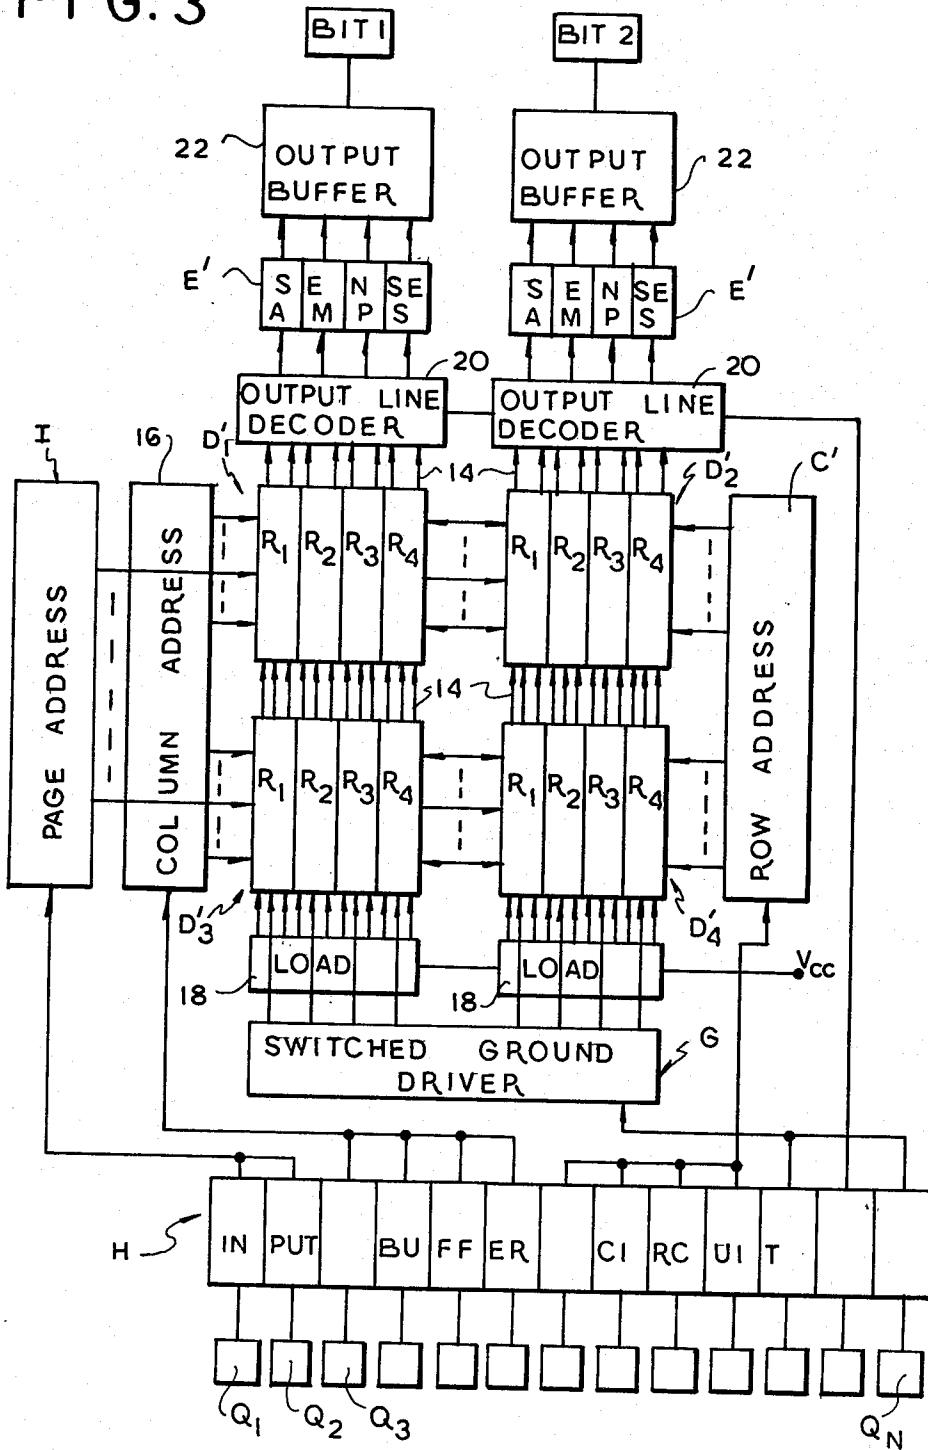 FIG. 3
BIT 1
BIT 2
22
OUTPUT
BUFFER
OUTPUT
BUFFER
22
E'
S E N SE
A M P S
S E N SE
A M P S
E'
20
20
OUTPUT LINE
DECODER
OUTPUT LINE
DECODER
I
16
D'1
14
D'2
C'
PAGE ADDRESS
COLUMN ADDRESS
R1 R2 R3 R4
R1 R2 R3 R4
ROW ADDRESS
14
R1 R2 R3 R4
R1 R2 R3 R4
D'3
D'4
LOAD
LOAD
VCC
18
18
SWITCHED GROUND
DRIVER
G
H
IN PUT BU FF ER CI RC UI T
Q1 Q2 Q3 QN